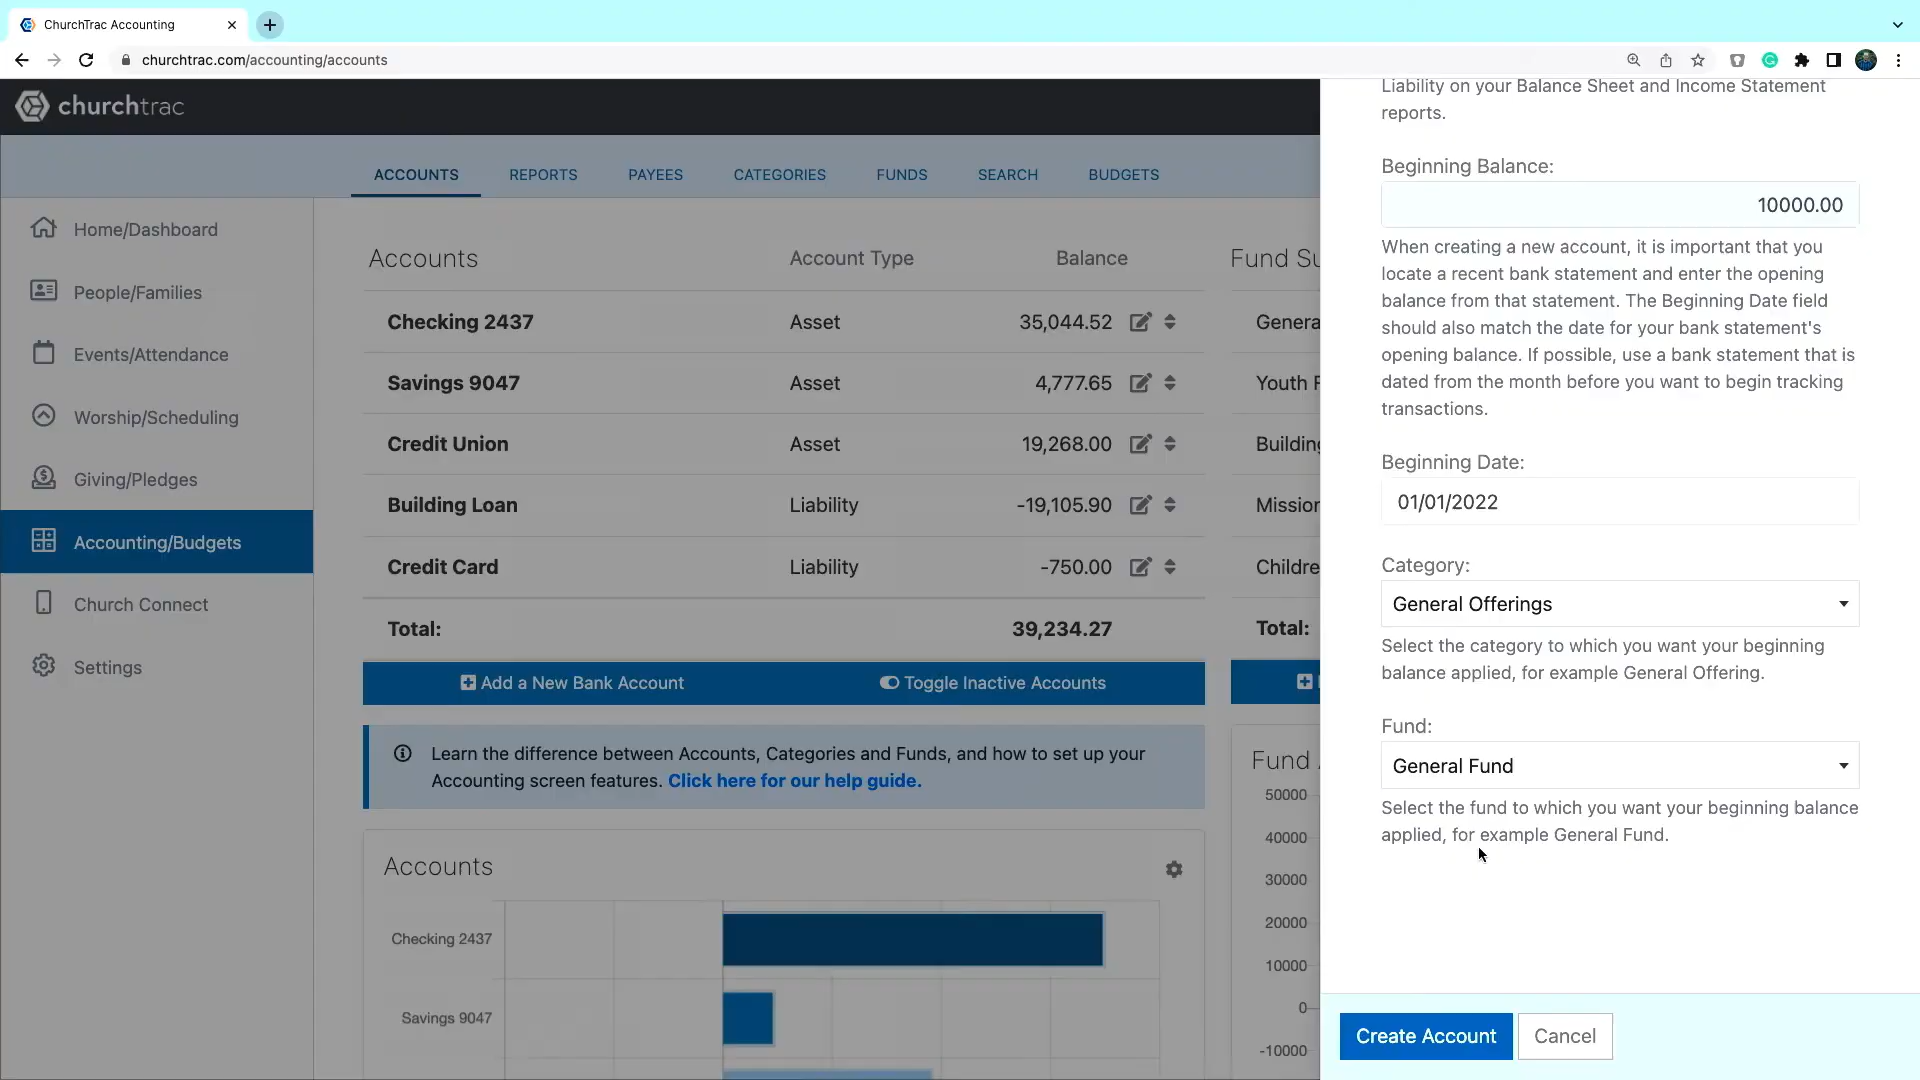 ChurchTrac Accounting
churchtrac.com/accounting/accounts
churchtrac
ACCOUNTS REPORTS PAYEES CATEGORIES FUNDS SEARCH BUDGETS
Home/Dashboard
People/Families
Events/Attendance
Worship/Scheduling
Giving/Pledges
Accounting/Budgets
Church Connect
Settings
Accounts Account Type Balance
Checking 2437 Asset 35,044.52
Savings 9047 Asset 4,777.65
Credit Union Asset 19,268.00
Building Loan Liability -19,105.90
Credit Card Liability -750.00
Total: 39,234.27
Add a New Bank Account Toggle Inactive Accounts
Learn the difference between Accounts, Categories and Funds, and how to set up your
Accounting screen features. Click here for our help guide.
Accounts
Checking 2437
Savings 9047
Fund Su
Genera
Youth F
Building
Mission
Childre
Total:
Fund
50000
40000
30000
20000
10000
0
-10000
Liability on your Balance Sheet and Income Statement
reports.
Beginning Balance:
10000.00
When creating a new account, it is important that you
locate a recent bank statement and enter the opening
balance from that statement. The Beginning Date field
should also match the date for your bank statement's
opening balance. If possible, use a bank statement that is
dated from the month before you want to begin tracking
transactions.
Beginning Date:
01/01/2022
Category:
General Offerings
Select the category to which you want your beginning
balance applied, for example General Offering.
Fund:
General Fund
Select the fund to which you want your beginning balance
applied, for example General Fund.
Create Account Cancel